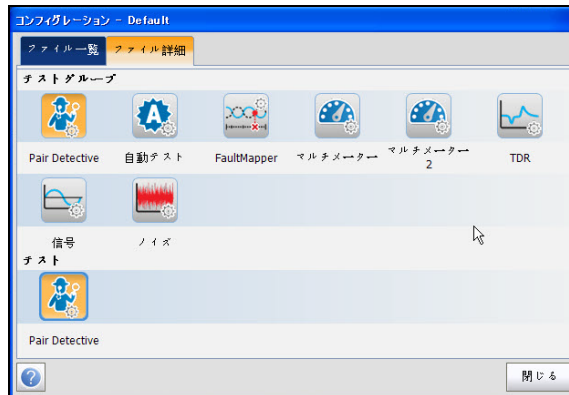 コンフィグレーション - Default
ファイル一覧 ファイル詳細
テストグループ
Pair Detective 自動テスト FaultMapper マルチメーター マルチメーター 2 TDR
信号 ノイズ
テスト
Pair Detective
閉じる